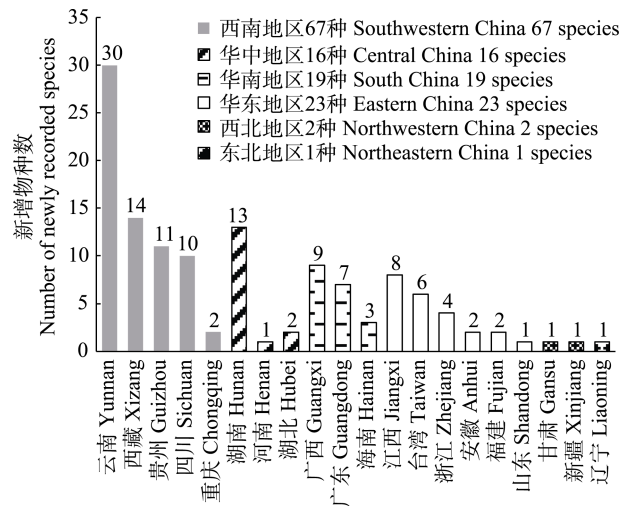 新增物种数
Number of newly recorded species
35
30
25
20
15
10
5
0
西南地区67种 Southwestern China 67 species
华中地区16种 Central China 16 species
华南地区19种 South China 19 species
华东地区23种 Eastern China 23 species
西北地区2种 Northwestern China 2 species
东北地区1种 Northeastern China 1 species
30
14
11
10
2
13
1
2
9
7
3
8
6
4
2
2
1
1
1
1
云南 Yunnan
西藏 Xizang
贵州 Guizhou
四川 Sichuan
重庆 Chongqing
湖南 Hunan
河南 Henan
湖北 Hubei
广西 Guangxi
广东 Guangdong
海南 Hainan
江西 Jiangxi
台湾 Taiwan
浙江 Zhejiang
安徽 Anhui
福建 Fujian
山东 Shandong
甘肃 Gansu
新疆 Xinjiang
辽宁 Liaoning